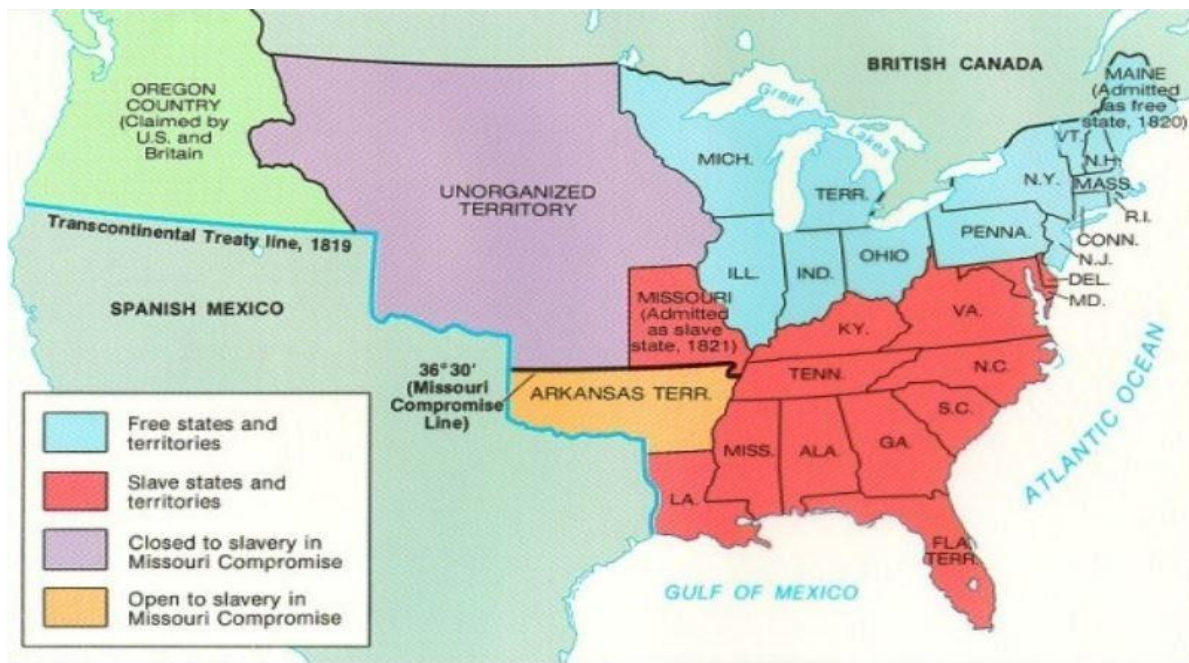 OREGON
COUNTRY
(Claimed by
U.S. and
Britain
Transcontinental Treaty line, 1819
SPANISH MEXICO
UNORGANIZED
TERRITORY
BRITISH CANADA
Great
Lakes
MICH.
TERR.
MAINE
(Admitted
as free
state, 1820)
VT.
N.H.
N.Y.
MASS.
R.I.
CONN.
N.J.
PENNA.
DEL.
MD.
ILL.
IND.
OHIO
MISSOURI
(Admitted
as slave
state, 1821)
KY.
VA.
36°30′
(Missouri
Compromise
Line)
ARKANSAS TERR.
TENN.
N.C.
S.C.
MISS.
ALA.
GA.
LA.
FLA.
TERR.
ATLANTIC OCEAN
GULF OF MEXICO
Free states and
territories
Slave states and
territories
Closed to slavery in
Missouri Compromise
Open to slavery in
Missouri Compromise